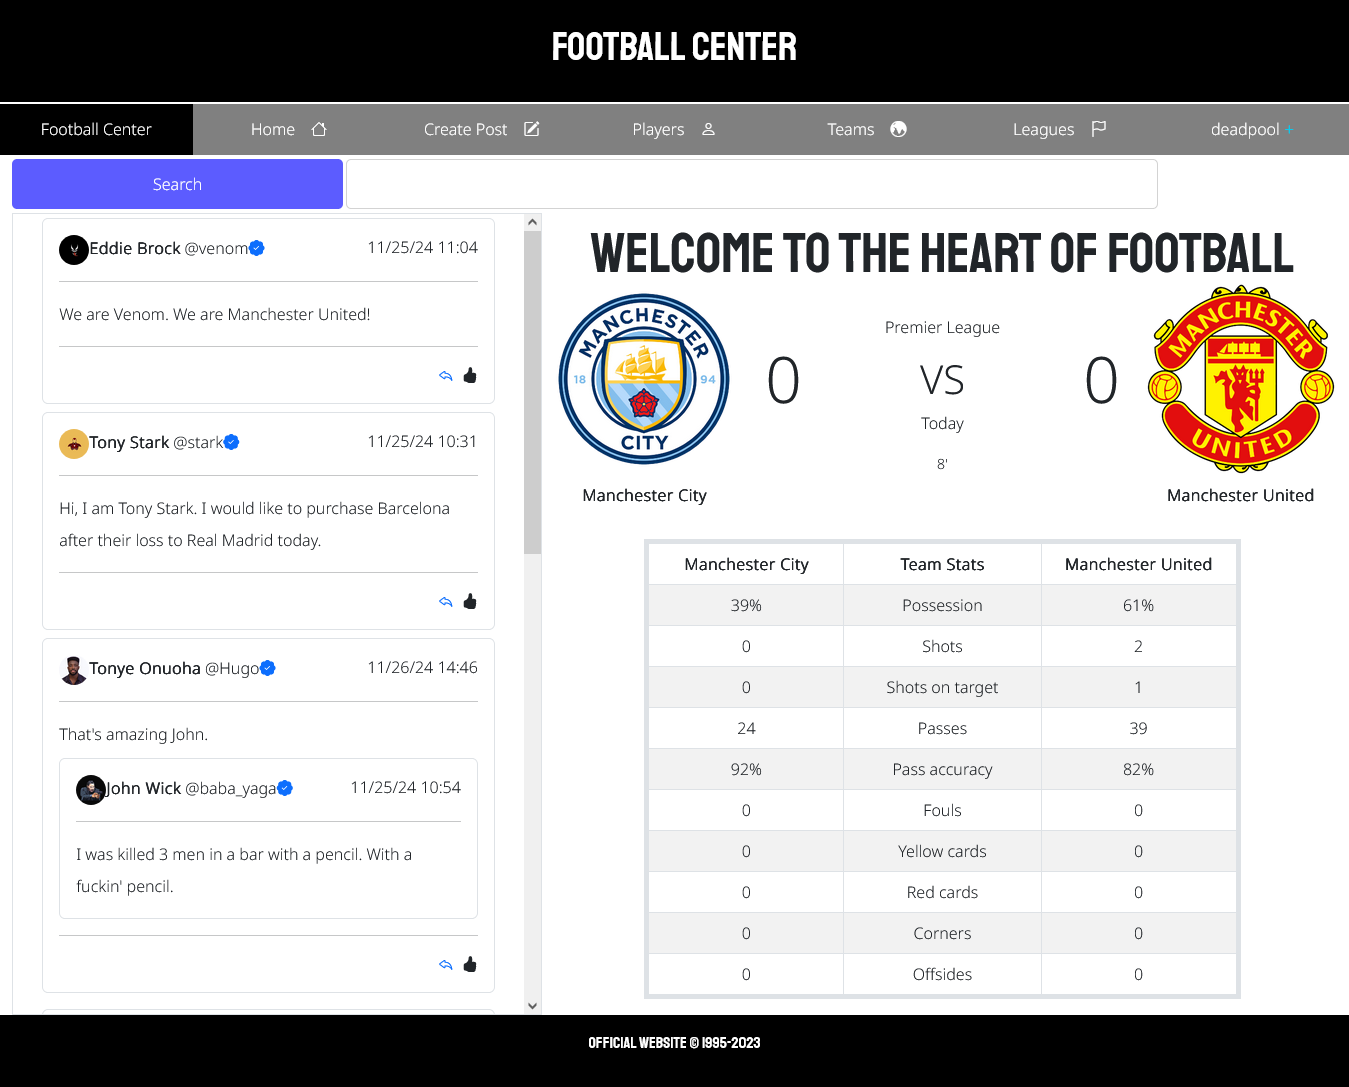 FOOTBALL CENTER
Football Center
Home
Create Post
Players
Teams
Leagues
deadpool +
Search
Eddie Brock @venom
11/25/24 11:04
We are Venom. We are Manchester United!
Tony Stark @stark
11/25/24 10:31
Hi, I am Tony Stark. I would like to purchase Barcelona
after their loss to Real Madrid today.
Tonye Onuoha @Hugo
11/26/24 14:46
That's amazing John.
John Wick @baba_yaga
11/25/24 10:54
I was killed 3 men in a bar with a pencil. With a
fuckin' pencil.
WELCOME TO THE HEART OF FOOTBALL
MANCHESTER
18 94
CITY
Manchester City
0
Premier League
VS
Today
8'
0
MANCHESTER
UNITED
Manchester United
Manchester City Team Stats Manchester United
39% Possession 61%
0 Shots 2
0 Shots on target 1
24 Passes 39
92% Pass accuracy 82%
0 Fouls 0
0 Yellow cards 0
0 Red cards 0
0 Corners 0
0 Offsides 0
OFFICIAL WEBSITE © 1995-2023